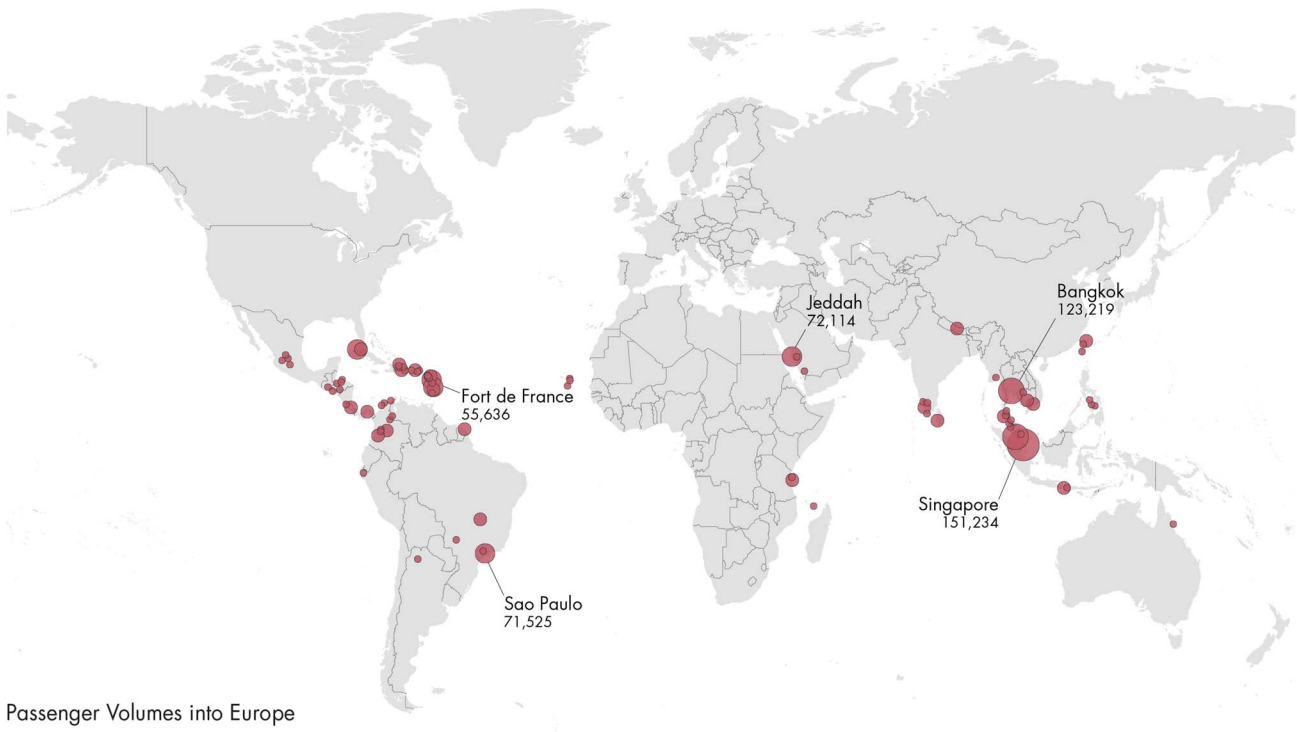 Bangkok
123,219
Jeddah
72,114
Fort de France
55,636
Singapore
151,234
Sao Paulo
71,525
Passenger Volumes into Europe